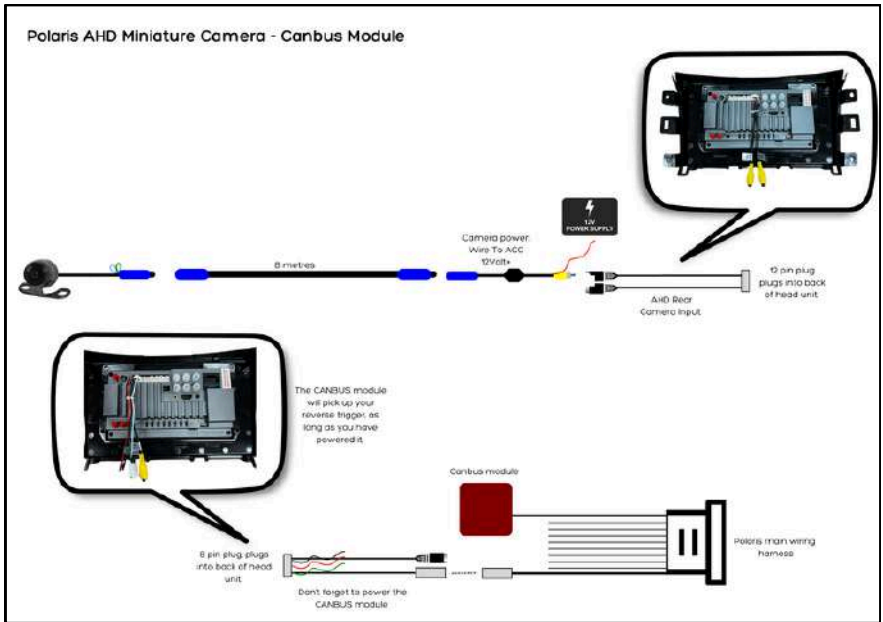 Polaris AHD Miniature Camera - Canbus Module
12V
POWER SUPPLY
Camera power.
Wire To ACC
12Volt+
8 metres
12 pin plug
plugs into back
of head unit
AHD Rear
Camera Input
The CANBUS module
will pick up your
reverse trigger, as
long as you have
powered it
Canbus module
Polaris main wiring
harness
8 pin plug, plugs
into back of head
unit
Don't forget to power the
CANBUS module